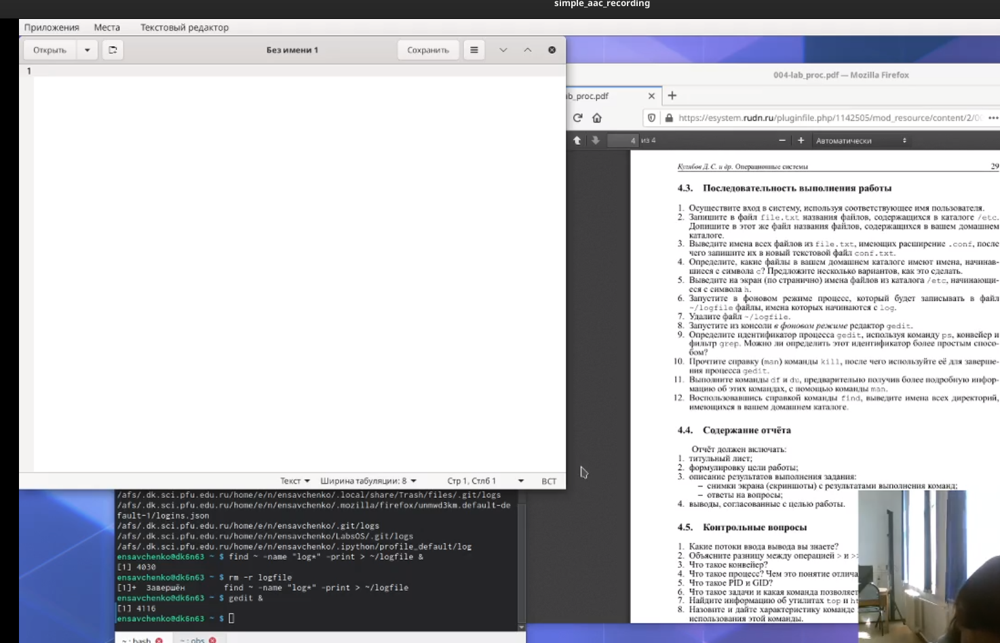 simple_aac_recording
Приложения Места Текстовый редактор
Открыть Без имени 1 Сохранить
1
004-lab_proc.pdf — Mozilla Firefox
b_proc.pdf
https://esystem.rudn.ru/pluginfile.php/1142505/mod_resource/content/2/0
4 из 4 Автоматически
Кулябов Д. С. и др. Операционные системы 29
4.3. Последовательность выполнения работы
1. Осуществите вход в систему, используя соответствующее имя пользователя.
2. Запишите в файл file.txt названия файлов, содержащихся в каталоге /etc.
Допишите в этот же файл названия файлов, содержащихся в вашем домашнем
каталоге.
3. Выведите имена всех файлов из file.txt, имеющих расширение .conf, после
чего запишите их в новый текстовой файл conf.txt.
4. Определите, какие файлы в вашем домашнем каталоге имеют имена, начинав-
шиеся с символа c? Предложите несколько вариантов, как это сделать.
5. Выведите на экран (по странично) имена файлов из каталога /etc, начинающи-
еся с символа h.
6. Запустите в фоновом режиме процесс, который будет записывать в файл
~/logfile файлы, имена которых начинаются с log.
7. Удалите файл ~/logfile.
8. Запустите из консоли в фоновом режиме редактор gedit.
9. Определите идентификатор процесса gedit, используя команду ps, конвейер и
фильтр grep. Можно ли определить этот идентификатор более простым спосо-
бом?
10. Прочтите справку (man) команды kill, после чего используйте её для заверше-
ния процесса gedit.
11. Выполните команды df и du, предварительно получив более подробную инфор-
мацию об этих командах, с помощью команды man.
12. Воспользовавшись справкой команды find, выведите имена всех директорий,
имеющихся в вашем домашнем каталоге.
4.4. Содержание отчёта
Отчёт должен включать:
1. титульный лист;
2. формулировку цели работы;
3. описание результатов выполнения задания:
– снимки экрана (скриншоты) с результатами выполнения команд;
– ответы на вопросы;
4. выводы, согласованные с целью работы.
4.5. Контрольные вопросы
1. Какие потоки ввода вывода вы знаете?
2. Объясните разницу между операцией > и >>
3. Что такое конвейер?
4. Что такое процесс? Чем это понятие отлича
5. Что такое PID и GID?
6. Что такое задачи и какая команда позволяет
7. Найдите информацию об утилитах top и ht
8. Назовите и дайте характеристику команде
использования этой команды.
Текст Ширина табуляции: 8 Стр 1, Стлб 1 ВСТ
/afs/.dk.sci.pfu.edu.ru/home/e/n/ensavchenko/.local/share/Trash/files/.git/logs
/afs/.dk.sci.pfu.edu.ru/home/e/n/ensavchenko/.mozilla/firefox/unmwd3km.default-de
fault-1/logins.json
/afs/.dk.sci.pfu.edu.ru/home/e/n/ensavchenko/.git/logs
/afs/.dk.sci.pfu.edu.ru/home/e/n/ensavchenko/LabsOS/.git/logs
/afs/.dk.sci.pfu.edu.ru/home/e/n/ensavchenko/.ipython/profile_default/log
ensavchenko@dk6n63 ~ $ find ~ -name "log*" -print > ~/logfile &
[1] 4030
ensavchenko@dk6n63 ~ $ rm -r logfile
[1]+ Завершён find ~ -name "log*" -print > ~/logfile
ensavchenko@dk6n63 ~ $ gedit &
[1] 4116
ensavchenko@dk6n63 ~ $
~ : bash ~ : obs